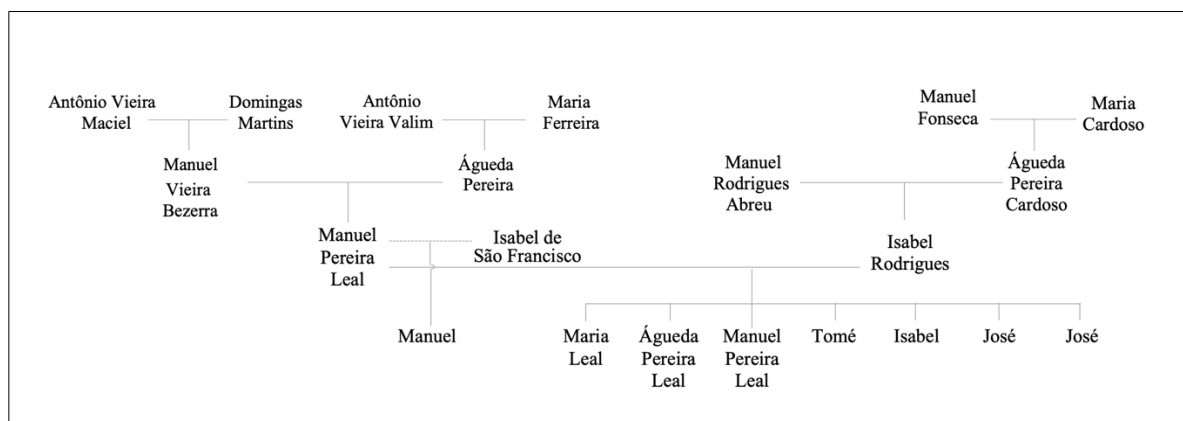 Antônio Vieira
Maciel
Domingas
Martins
Antônio
Vieira Valim
Maria
Ferreira
Manuel
Fonseca
Maria
Cardoso
Manuel
Vieira
Bezerra
Águeda
Pereira
Manuel
Rodrigues
Abreu
Águeda
Pereira
Cardoso
Manuel
Pereira
Leal
Isabel de
São Francisco
Isabel
Rodrigues
Manuel
Maria
Leal
Águeda
Pereira
Leal
Manuel
Pereira
Leal
Tomé
Isabel
José
José